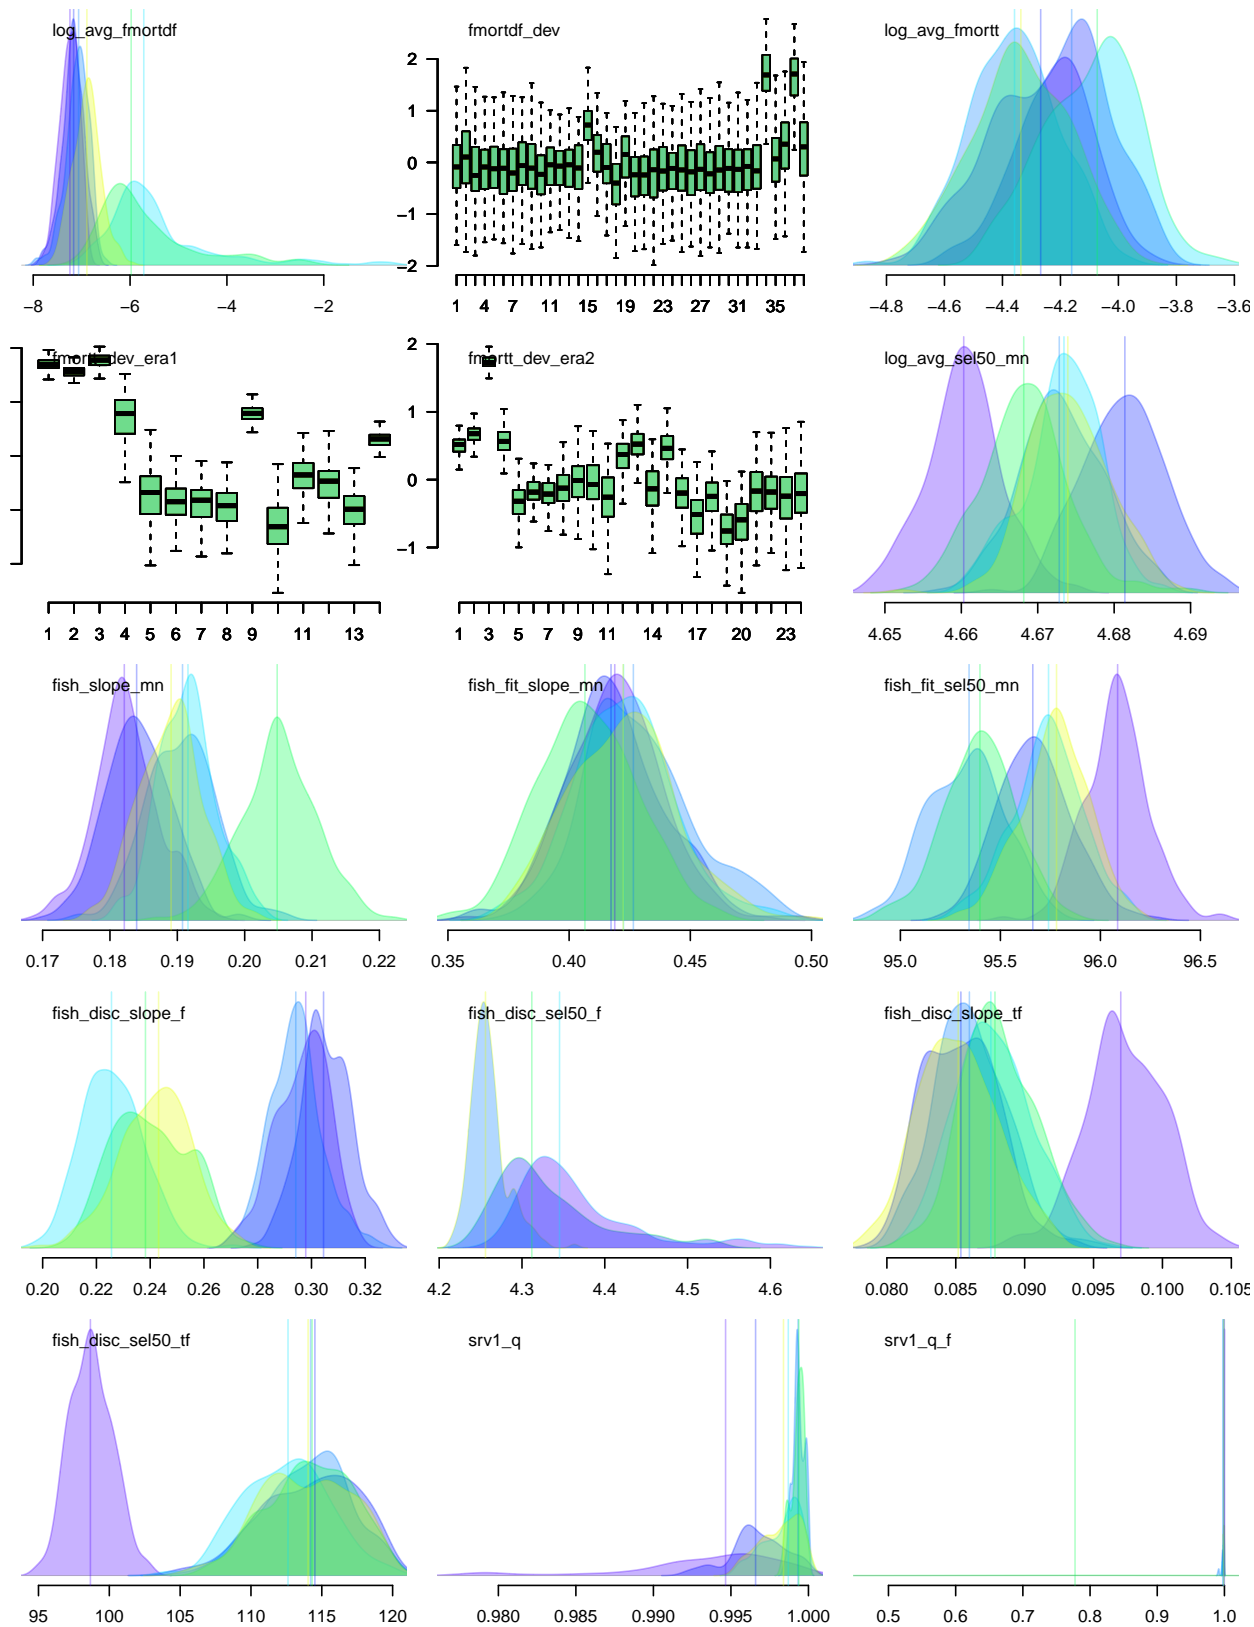 log_avg_fmortdf
−8 −6 −4 −2
fmortdf_dev
2
1
0
−1
−2
1 4 7 11 15 19 23 27 31 35
log_avg_fmortt
−4.8 −4.6 −4.4 −4.2 −4.0 −3.8 −3.6
fmortt_dev_era1
1 2 3 4 5 6 7 8 9 11 13
fmortt_dev_era2
2
1
0
−1
1 3 5 7 9 11 14 17 20 23
log_avg_sel50_mn
4.65 4.66 4.67 4.68 4.69
fish_slope_mn
0.17 0.18 0.19 0.20 0.21 0.22
fish_fit_slope_mn
0.35 0.40 0.45 0.50
fish_fit_sel50_mn
95.0 95.5 96.0 96.5
fish_disc_slope_f
0.20 0.22 0.24 0.26 0.28 0.30 0.32
fish_disc_sel50_f
4.2 4.3 4.4 4.5 4.6
fish_disc_slope_tf
0.080 0.085 0.090 0.095 0.100 0.105
fish_disc_sel50_tf
95 100 105 110 115 120
srv1_q
0.980 0.985 0.990 0.995 1.000
srv1_q_f
0.5 0.6 0.7 0.8 0.9 1.0